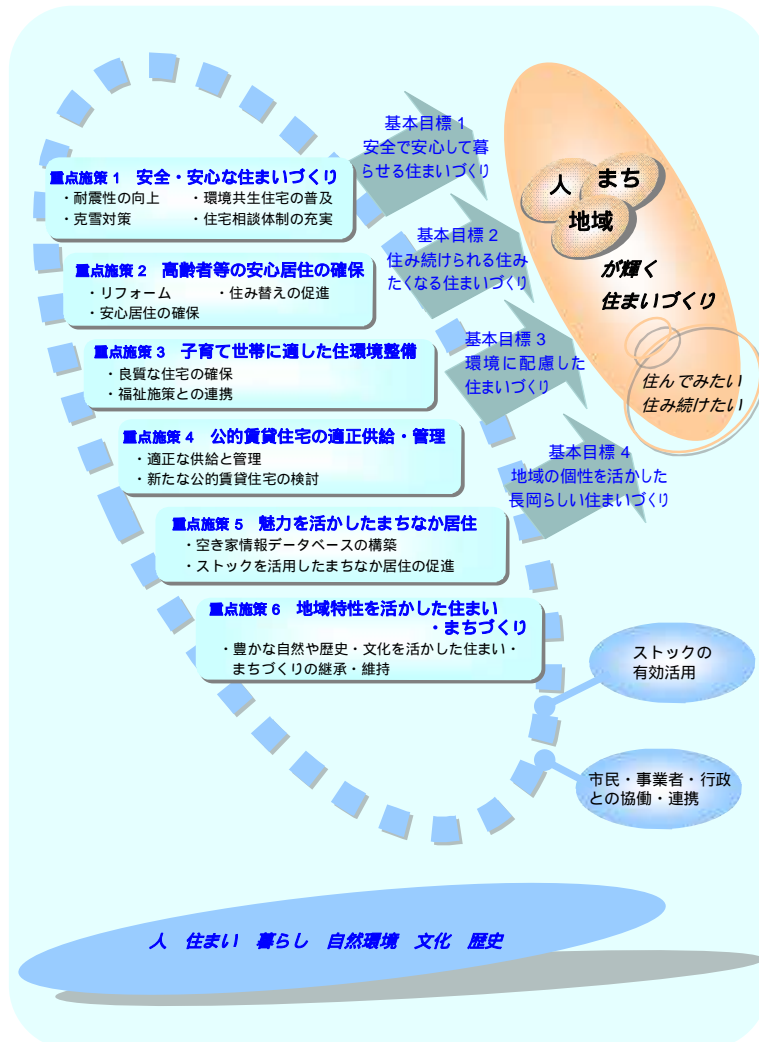 基本目標 1
安全で安心して暮
らせる住まいづくり
人
まち
地域
が輝く
住まいづくり
住んでみたい
住み続けたい
重点施策 1　安全・安心な住まいづくり
・耐震性の向上　　・環境共生住宅の普及
・克雪対策　　・住宅相談体制の充実
基本目標 2
住み続けられる住み
たくなる住まいづくり
重点施策 2　高齢者等の安心居住の確保
・リフォーム　　・住み替えの促進
・安心居住の確保
基本目標 3
環境に配慮した
住まいづくり
重点施策 3　子育て世帯に適した住環境整備
・良質な住宅の確保
・福祉施策との連携
基本目標 4
地域の個性を活かした
長岡らしい住まいづくり
重点施策 4　公的賃貸住宅の適正供給・管理
・適正な供給と管理
・新たな公的賃貸住宅の検討
重点施策 5　魅力を活かしたまちなか居住
・空き家情報データベースの構築
・ストックを活用したまちなか居住の促進
重点施策 6　地域特性を活かした住まい
・まちづくり
・豊かな自然や歴史・文化を活かした住まい・
まちづくりの継承・維持
ストックの
有効活用
市民・事業者・行政
との協働・連携
人　住まい　暮らし　自然環境　文化　歴史